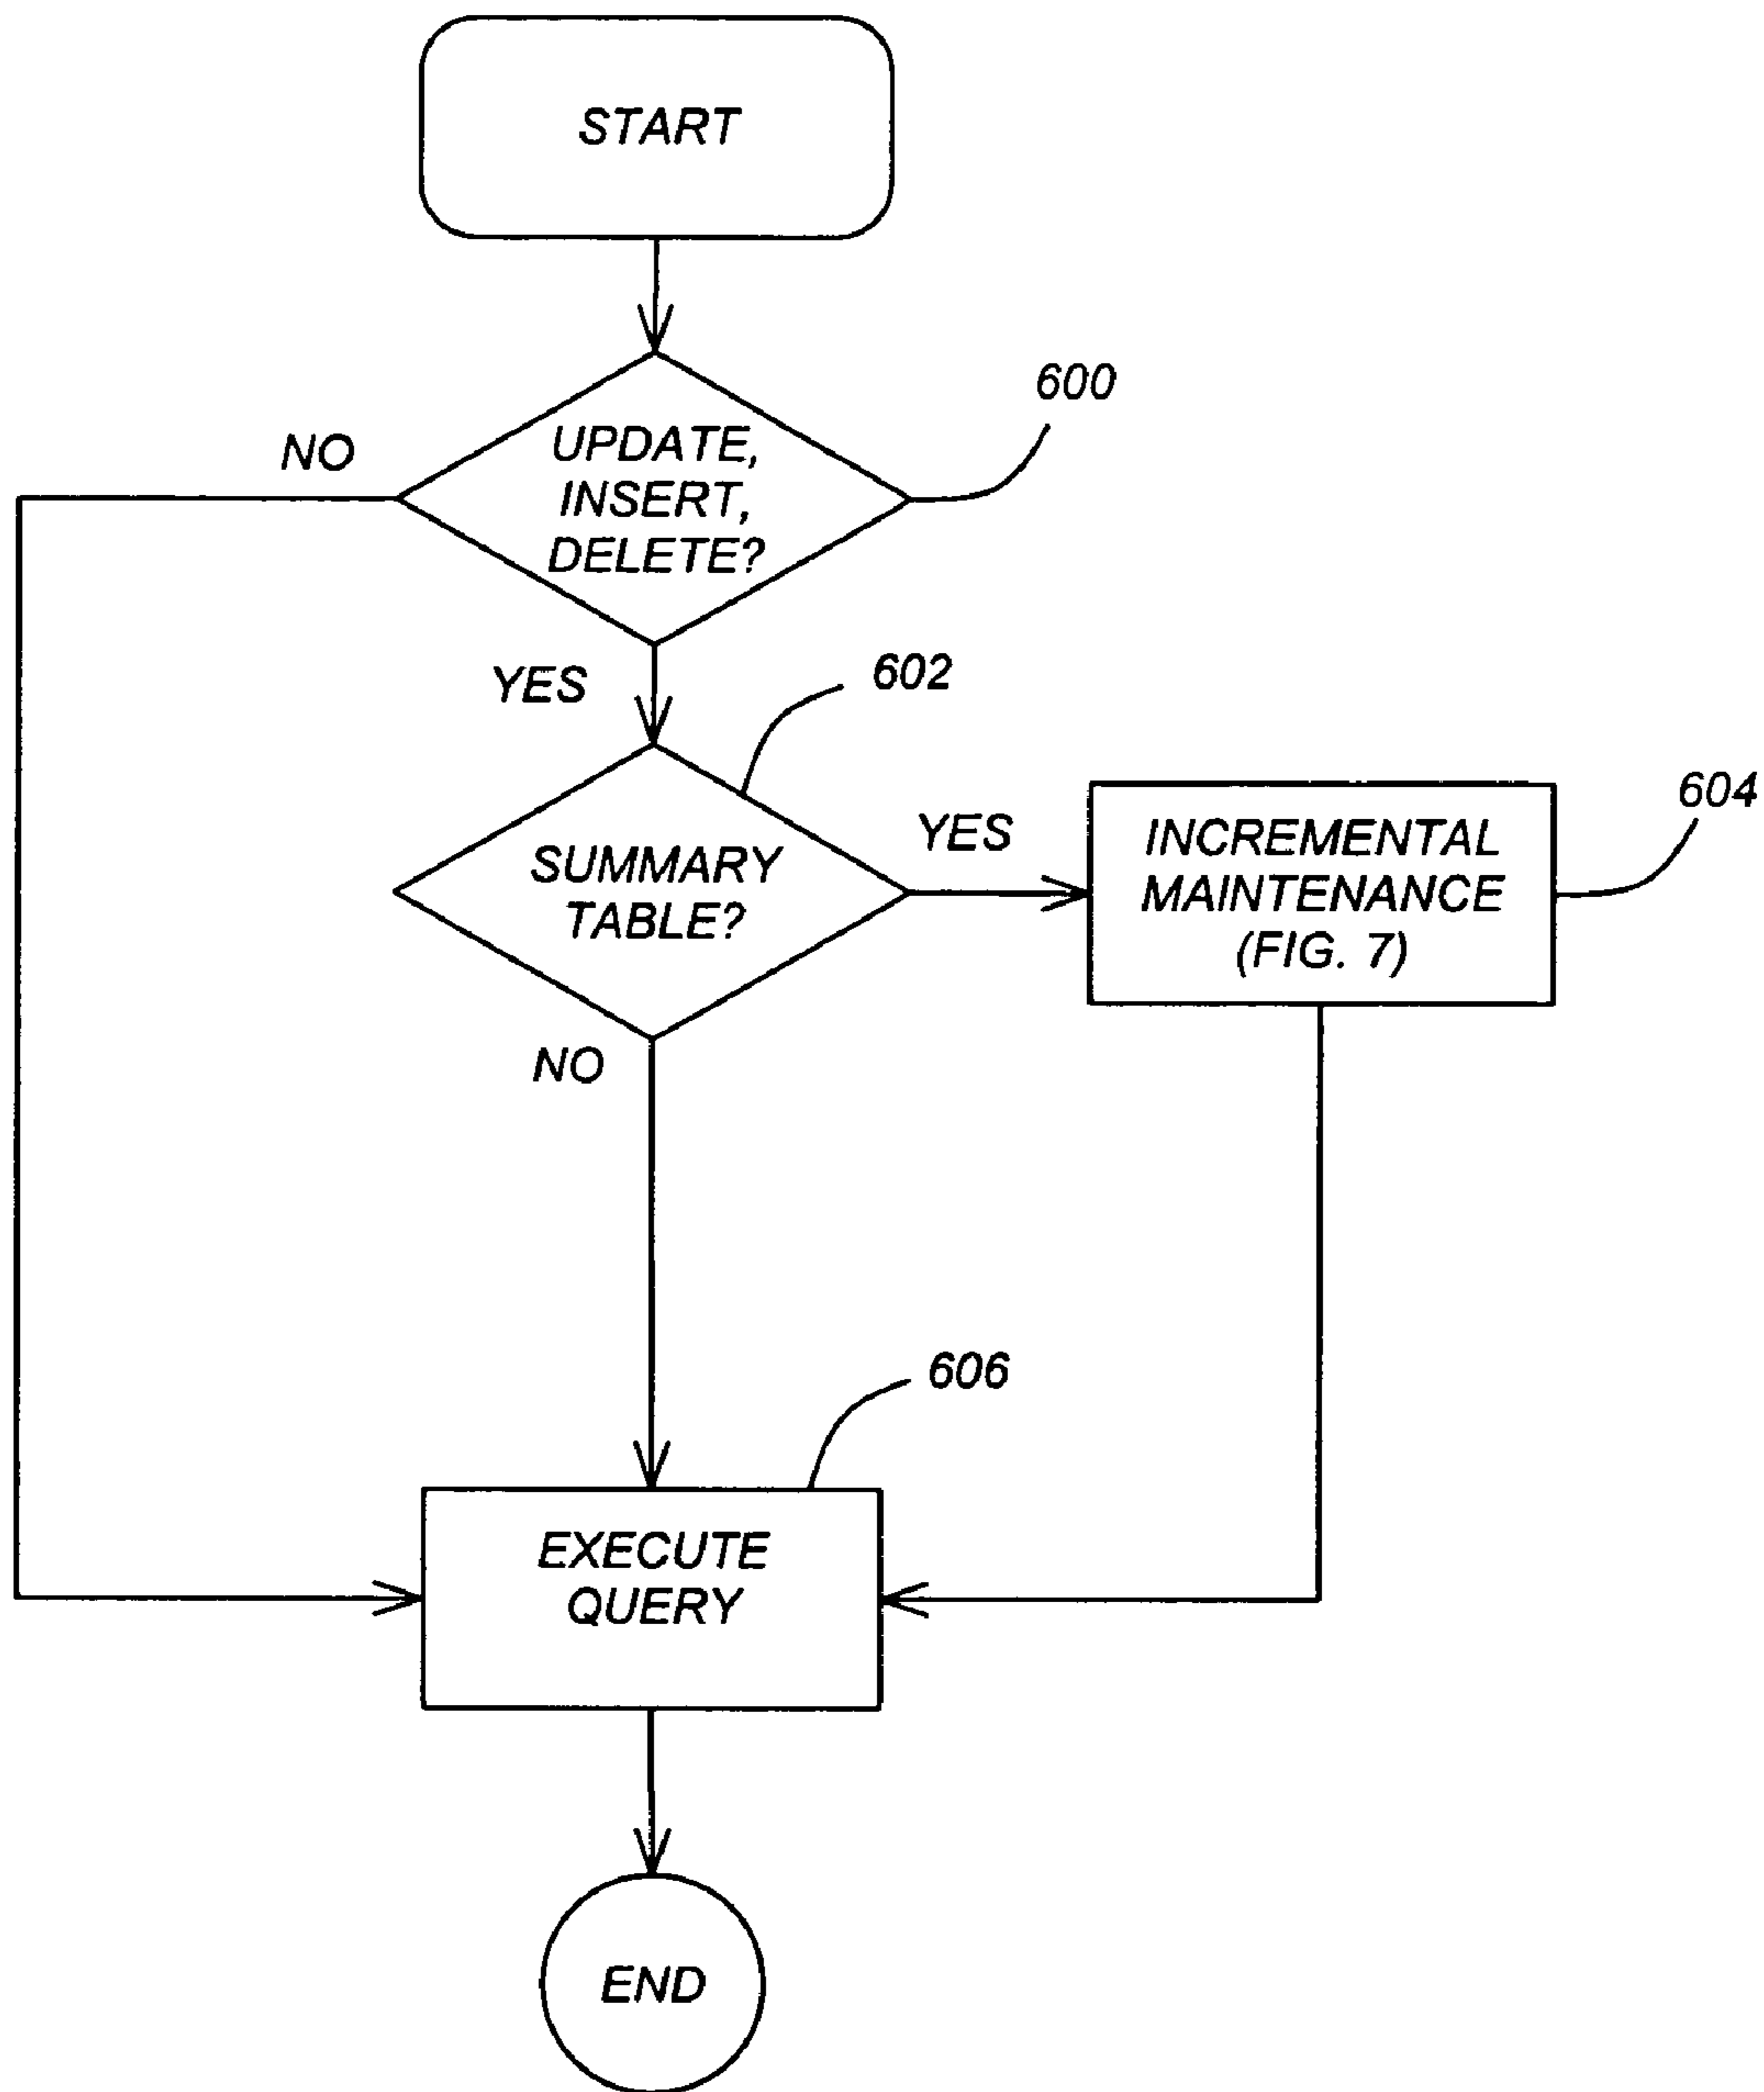 START
600
NO
UPDATE,
INSERT,
DELETE?
YES
602
SUMMARY
TABLE?
YES
INCREMENTAL
MAINTENANCE
(FIG. 7)
604
NO
606
EXECUTE
QUERY
END